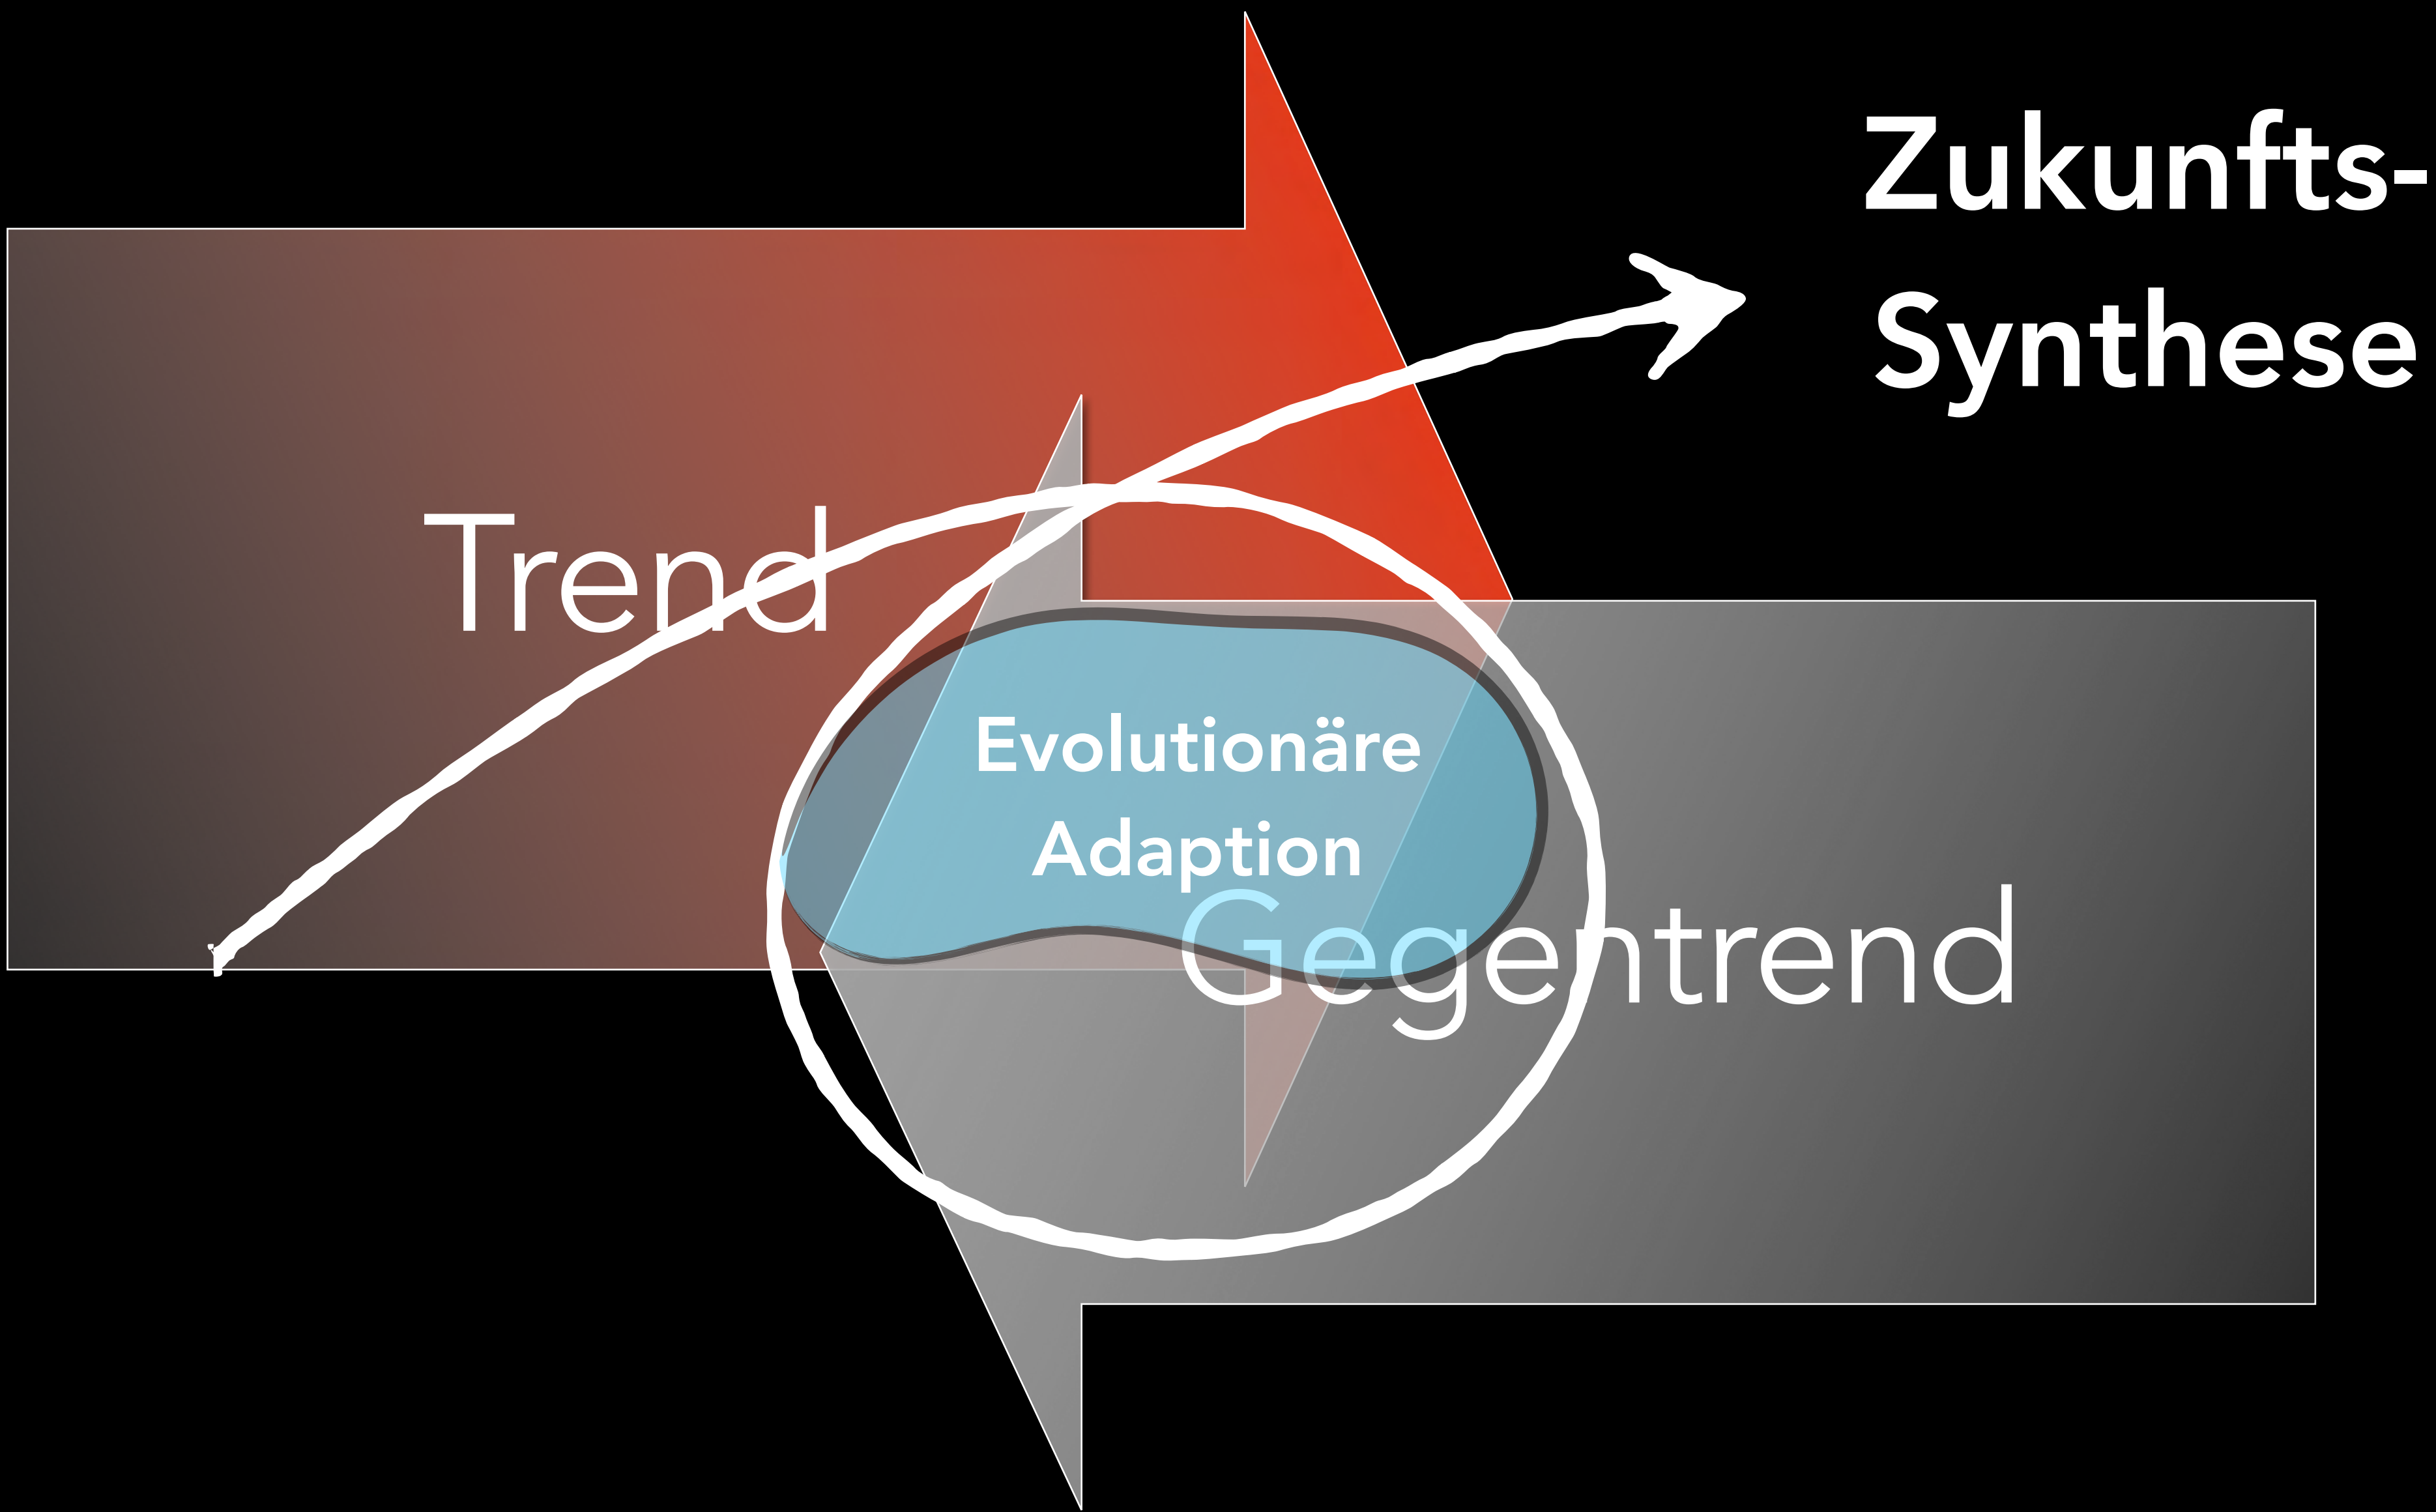 Zukunfts-
Synthese
Trend
Evolutionäre
Adaption
Gegentrend